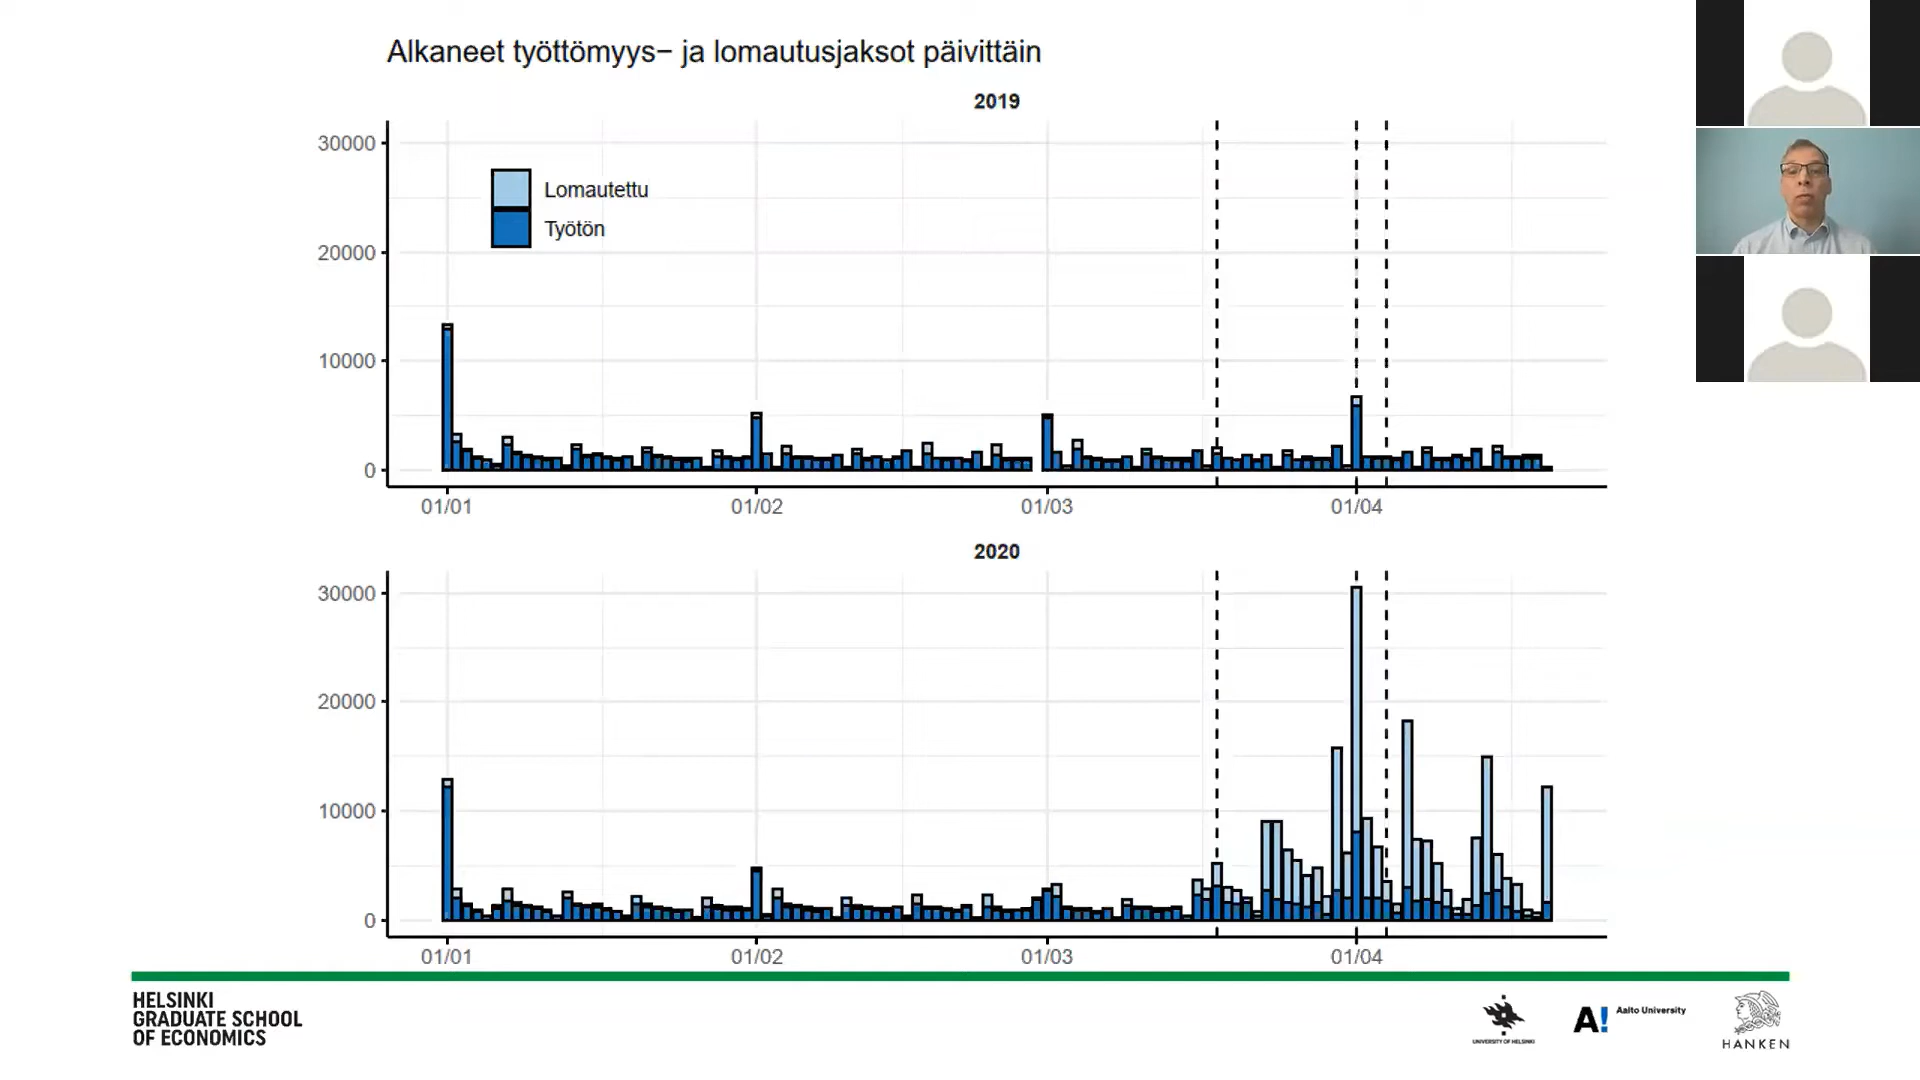 Alkaneet työttömyys− ja lomautusjaksot päivittäin
2019
30000
20000
10000
0
Lomautettu
Työtön
01/01
01/02
01/03
01/04
2020
30000
20000
10000
0
01/01
01/02
01/03
01/04
HELSINKI
GRADUATE SCHOOL
OF ECONOMICS
UNIVERSITY OF HELSINKI
A!
Aalto University
HANKEN